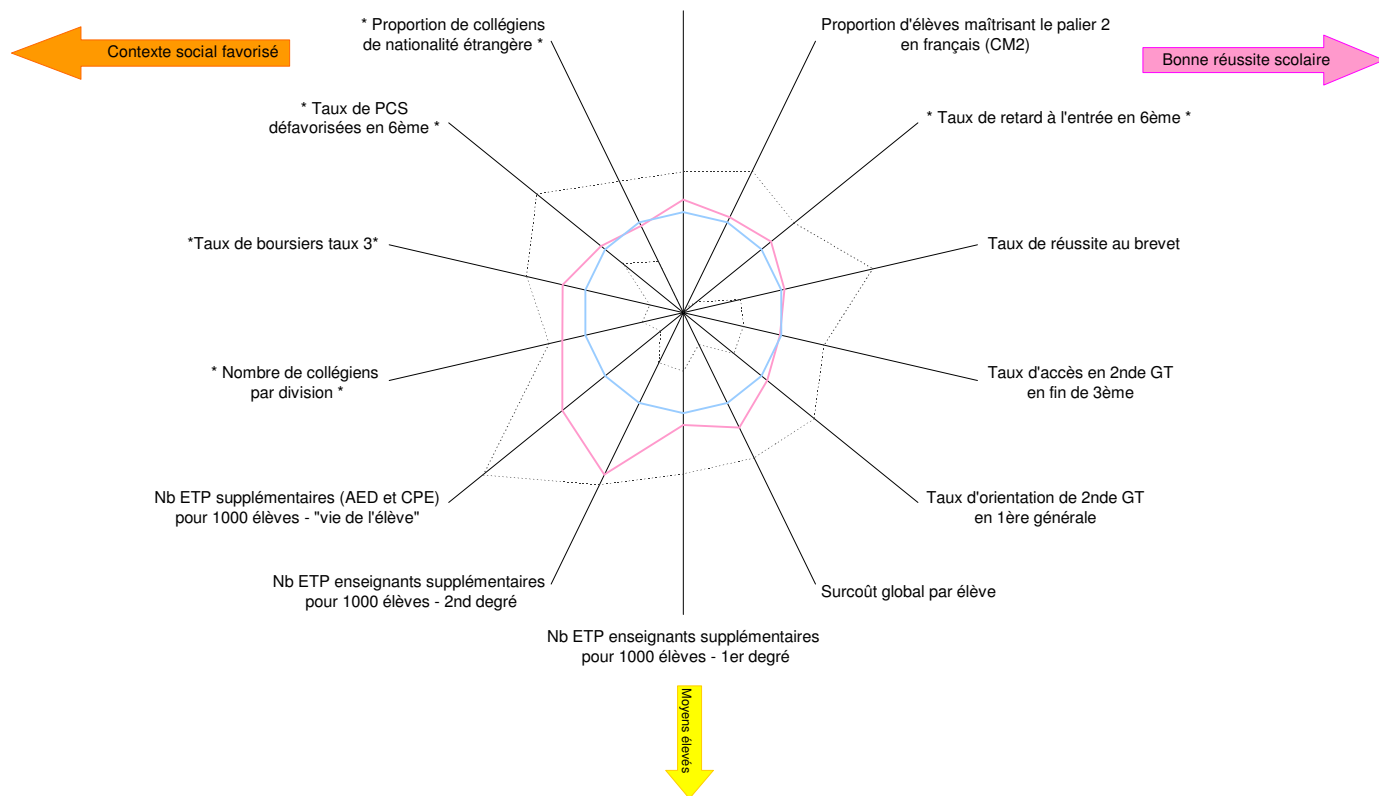 * Proportion de collégiens
de nationalité étrangère *
Proportion d'élèves maîtrisant le palier 2
en français (CM2)
Contexte social favorisé
Bonne réussite scolaire
* Taux de PCS
défavorisées en 6ème *
* Taux de retard à l'entrée en 6ème *
*Taux de boursiers taux 3*
Taux de réussite au brevet
* Nombre de collégiens
par division *
Taux d'accès en 2nde GT
en fin de 3ème
Nb ETP supplémentaires (AED et CPE)
pour 1000 élèves - "vie de l'élève"
Taux d'orientation de 2nde GT
en 1ère générale
Nb ETP enseignants supplémentaires
pour 1000 élèves - 2nd degré
Surcoût global par élève
Nb ETP enseignants supplémentaires
pour 1000 élèves - 1er degré
Moyens élevés